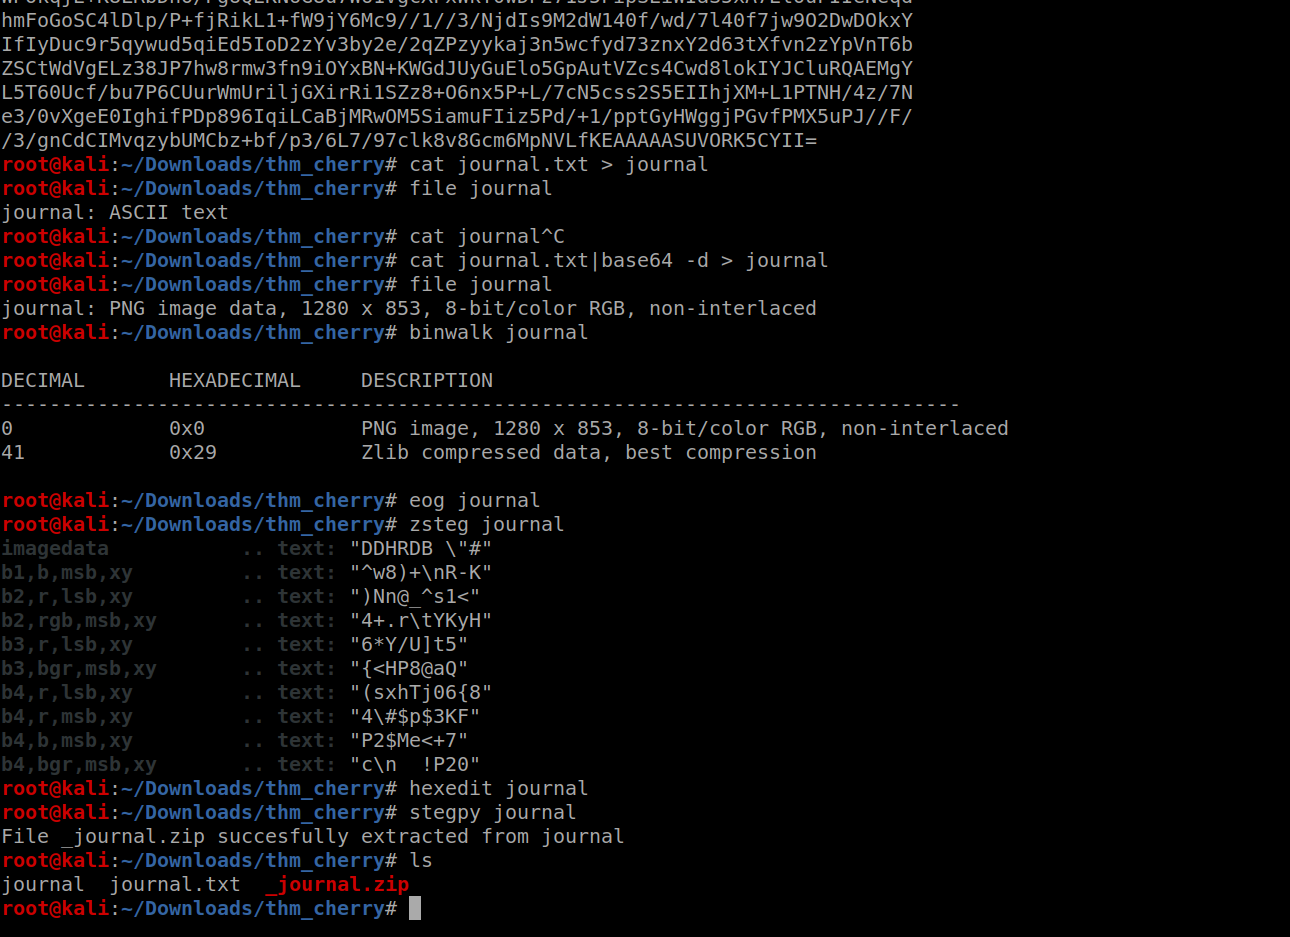 hmFoGoSC4lDlp/P+fjRikL1+fW9jY6Mc9//1//3/NjdIs9M2dW140f/wd/7l40f7jw9O2DwDOkxY
IfIyDuc9r5qywud5qiEd5IoD2zYv3by2e/2qZPzyykaj3n5wcfyd73znxY2d63tXfvn2zYpVnT6b
ZSCtWdVgELz38JP7hw8rmw3fn9iOYxBN+KWGdJUyGuElo5GpAutVZcs4Cwd8lokIYJCluRQAEMgY
L5T60Ucf/bu7P6CUurWmUriljGXirRi1SZz8+O6nx5P+L/7cN5css2S5EIIhjXM+L1PTNH/4z/7N
e3/0vXgeE0IghifPDp896IqiLCaBjMRwOM5SiamuFIiz5Pd/+1/pptGyHWggjPGvfPMX5uPJ//F/
/3/gnCdCIMvqzybUMCbz+bf/p3/6L7/97clk8v8Gcm6MpNVLfKEAAAAASUVORK5CYII=
root@kali:~/Downloads/thm_cherry# cat journal.txt > journal
root@kali:~/Downloads/thm_cherry# file journal
journal: ASCII text
root@kali:~/Downloads/thm_cherry# cat journal^C
root@kali:~/Downloads/thm_cherry# cat journal.txt|base64 -d > journal
root@kali:~/Downloads/thm_cherry# file journal
journal: PNG image data, 1280 x 853, 8-bit/color RGB, non-interlaced
root@kali:~/Downloads/thm_cherry# binwalk journal
DECIMAL       HEXADECIMAL     DESCRIPTION
--------------------------------------------------------------------------------
0             0x0             PNG image, 1280 x 853, 8-bit/color RGB, non-interlaced
41            0x29            Zlib compressed data, best compression
root@kali:~/Downloads/thm_cherry# eog journal
root@kali:~/Downloads/thm_cherry# zsteg journal
imagedata           .. text: "DDHRDB \"#"
b1,b,msb,xy         .. text: "^w8)+\nR-K"
b2,r,lsb,xy         .. text: ")Nn@_^s1<"
b2,rgb,msb,xy       .. text: "4+.r\tYKyH"
b3,r,lsb,xy         .. text: "6*Y/U]t5"
b3,bgr,msb,xy       .. text: "{<HP8@aQ"
b4,r,lsb,xy         .. text: "(sxhTj06{8"
b4,r,msb,xy         .. text: "4\#$p$3KF"
b4,b,msb,xy         .. text: "P2$Me<+7"
b4,bgr,msb,xy       .. text: "c\n  !P20"
root@kali:~/Downloads/thm_cherry# hexedit journal
root@kali:~/Downloads/thm_cherry# stegpy journal
File _journal.zip succesfully extracted from journal
root@kali:~/Downloads/thm_cherry# ls
journal  journal.txt  _journal.zip
root@kali:~/Downloads/thm_cherry#